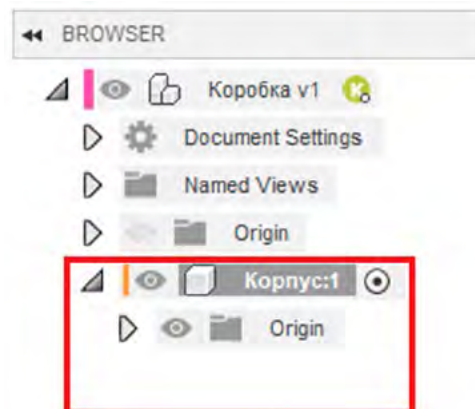 BROWSER
Коробка v1
Document Settings
Named Views
Origin
Корпус:1
Origin